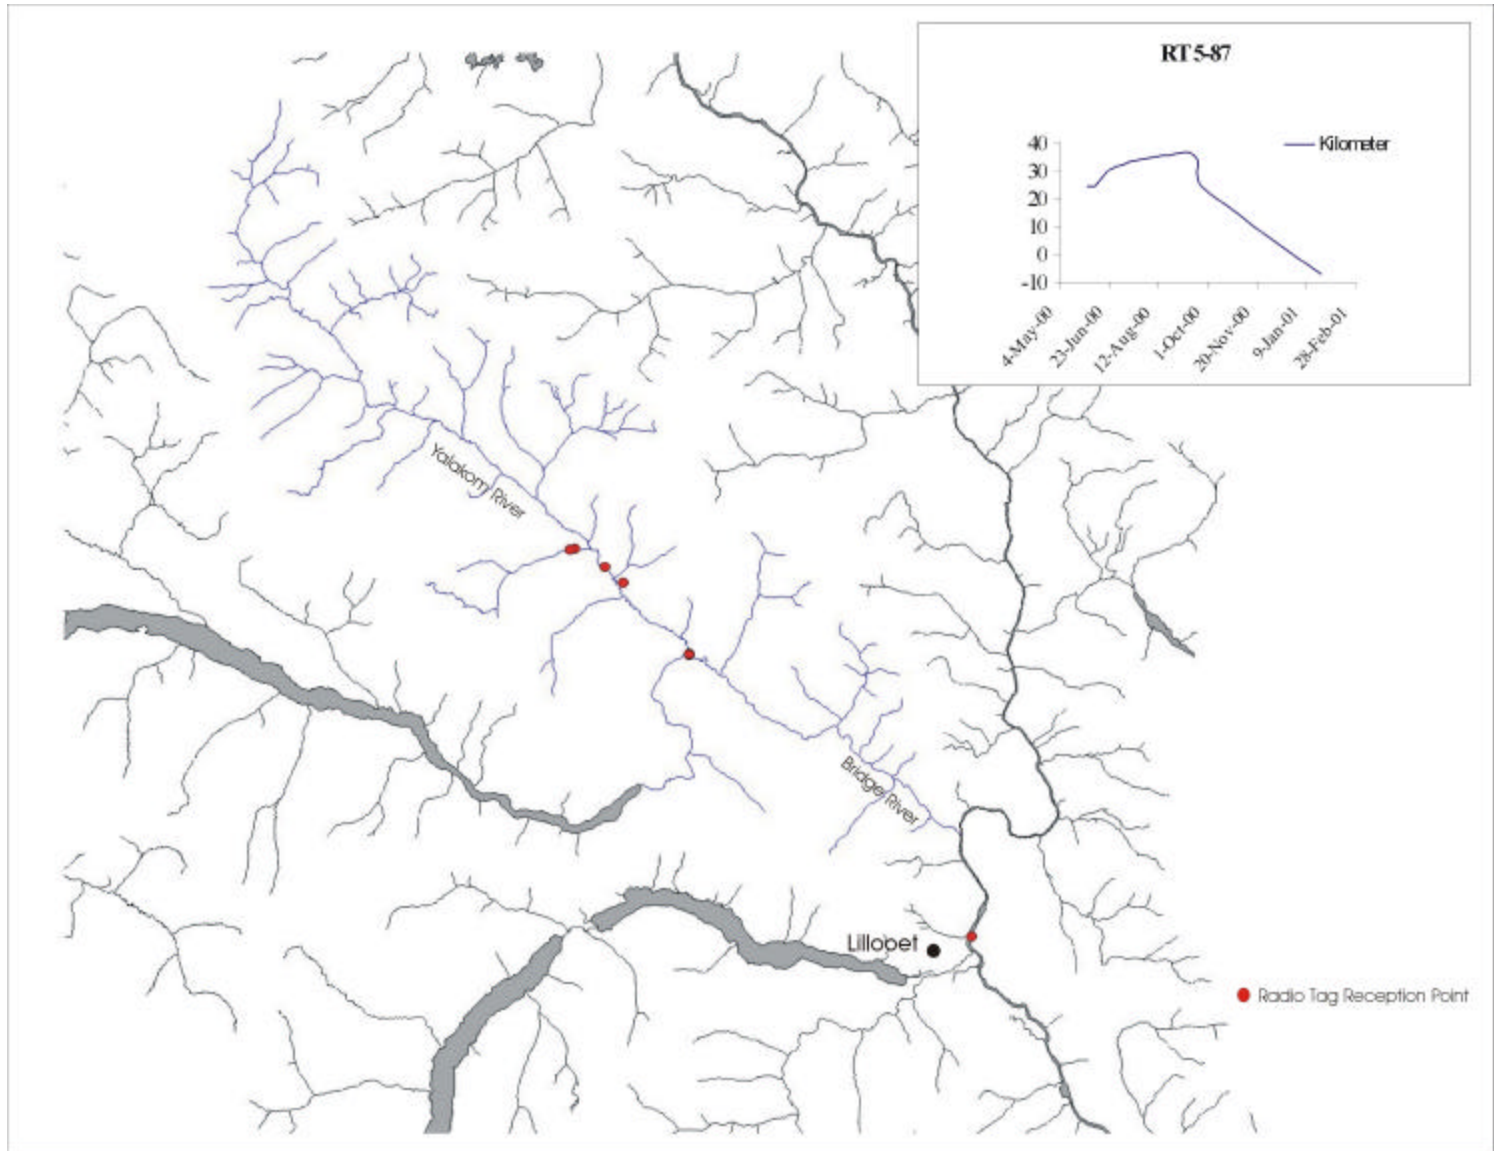 RT 5-87
Kilometer
40
30
20
10
0
-10
4-May-00
23-Jun-00
12-Aug-00
1-Oct-00
20-Nov-00
9-Jan-01
28-Feb-01
Yalakom River
Bridge River
Lillooet
Radio Tag Reception Point